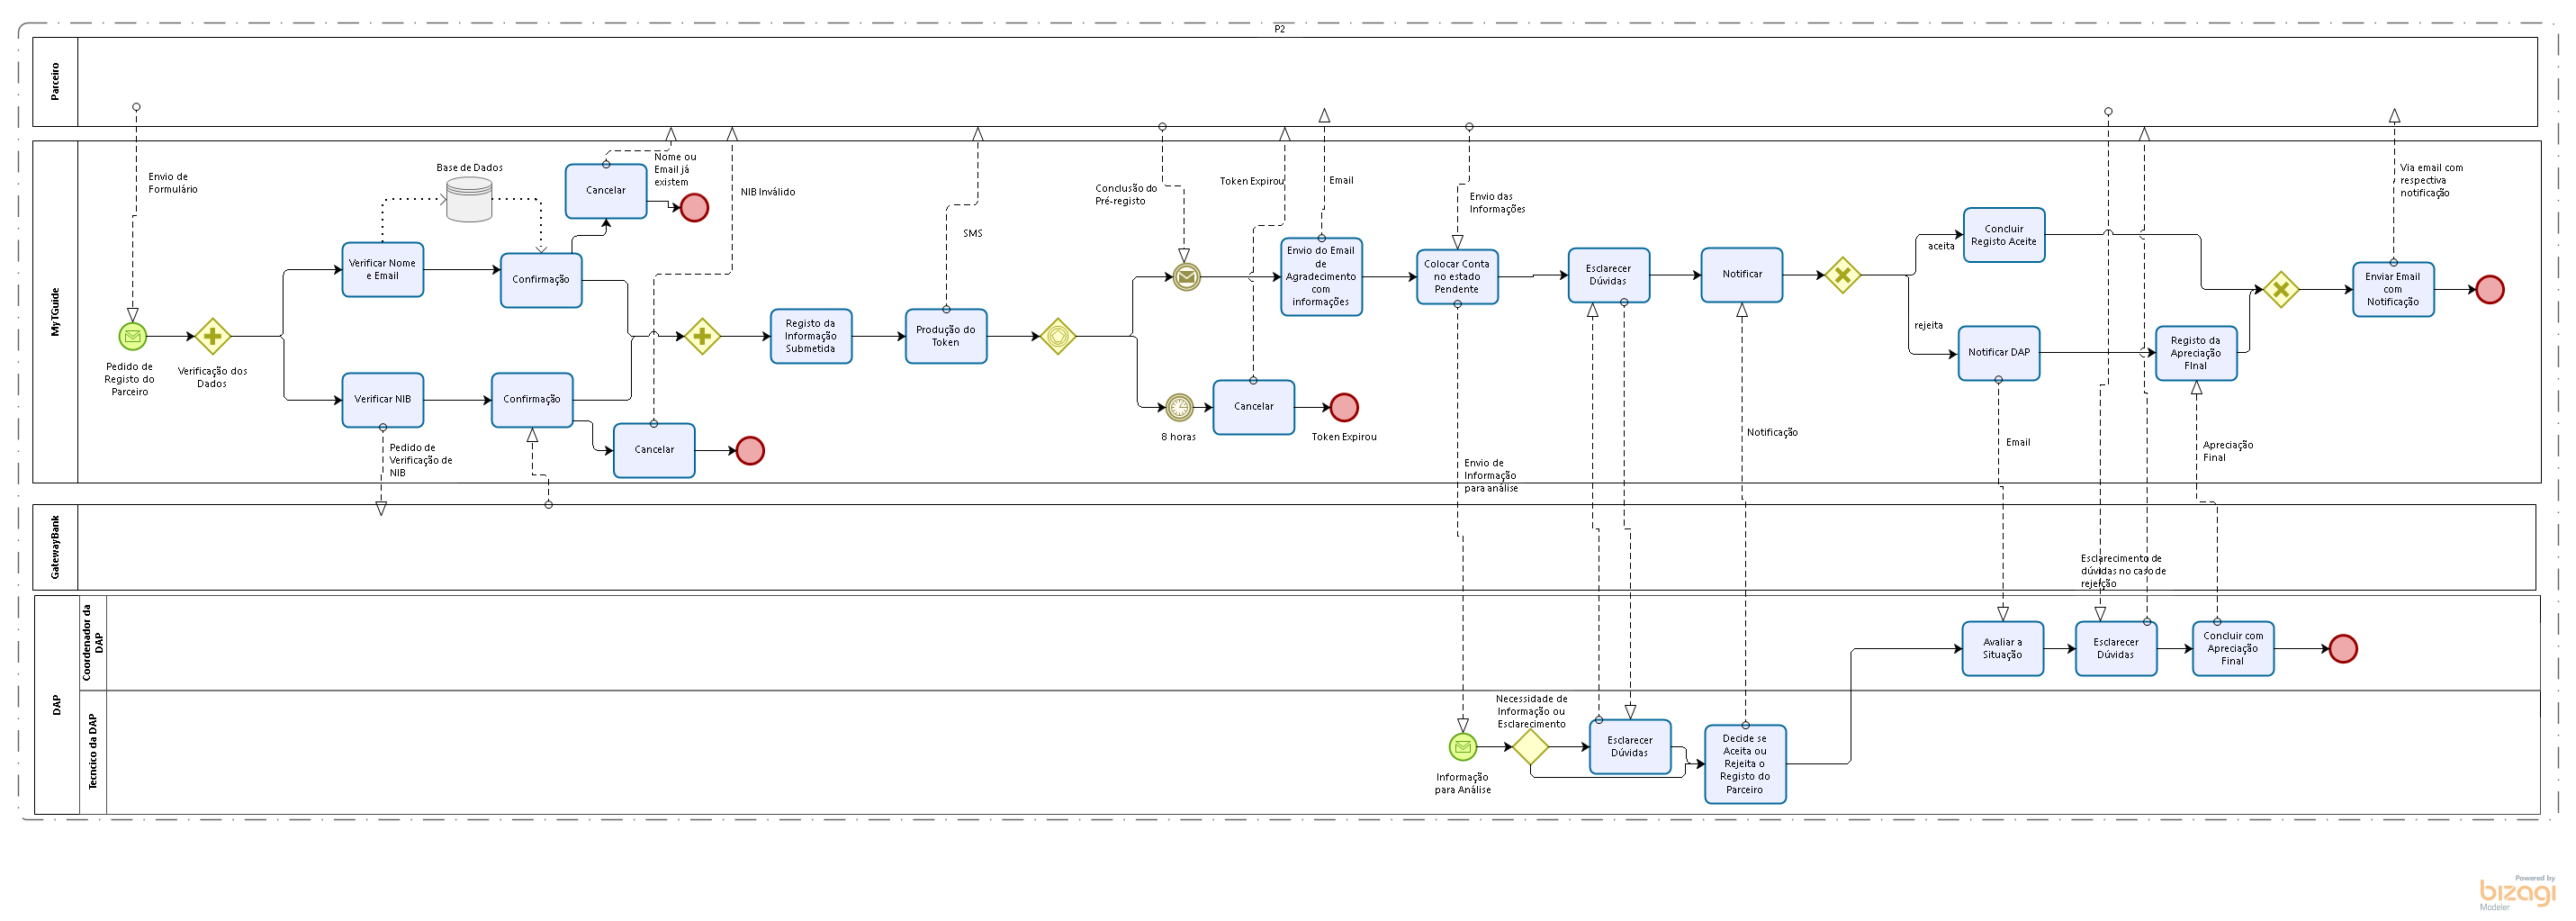 P2
Parceiro
MyTGuide
Envio de
Formulário
Pedido de
Registo do
Parceiro
Verificação dos
Dados
Verificar Nome
e Email
Base de Dados
Confirmação
Cancelar
Nome ou
Email já
existem
NIB Inválido
Verificar NIB
Confirmação
Cancelar
Pedido de
Verificação de
NIB
Registo da
Informação
Submetida
Produção do
Token
SMS
Conclusão do
Pré-registo
8 horas
Cancelar
Token Expirou
Token Expirou
Email
Envio do Email
de
Agradecimento
com
informações
Envio das
Informações
Colocar Conta
no estado
Pendente
Envio de
Informação
para análise
Esclarecer
Dúvidas
Notificar
Notificação
aceita
rejeita
Concluir
Registo Aceite
Notificar DAP
Email
Registo da
Apreciação
FInal
Apreciação
Final
Via email com
respectiva
notificação
Enviar Email
com
Notificação
GatewayBank
Esclarecimento de
dúvidas no caso de
rejeição
DAP
Coordenador da
DAP
Avaliar a
Situação
Esclarecer
Dúvidas
Concluir com
Apreciação
Final
Tecncico da DAP
Informação
para Análise
Necessidade de
Informação ou
Esclarecimento
Esclarecer
Dúvidas
Decide se
Aceita ou
Rejeita o
Registo do
Parceiro
Powered by
bizagi
Modeler